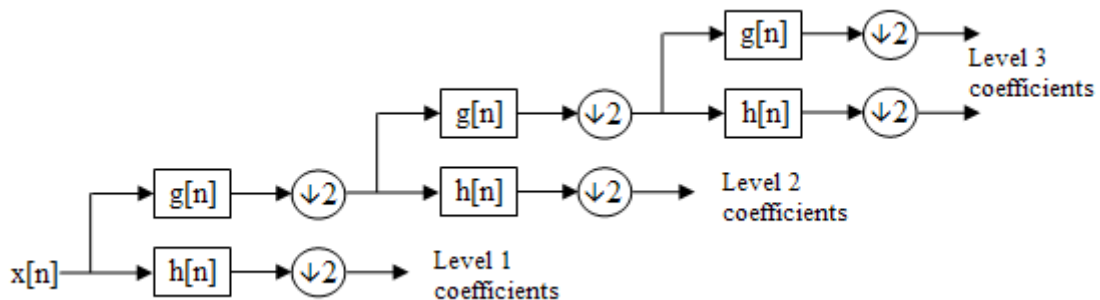 g[n] ↓2
Level 3
coefficients
g[n] ↓2 h[n] ↓2
g[n] ↓2 h[n] ↓2
Level 2
coefficients
x[n] h[n] ↓2
Level 1
coefficients